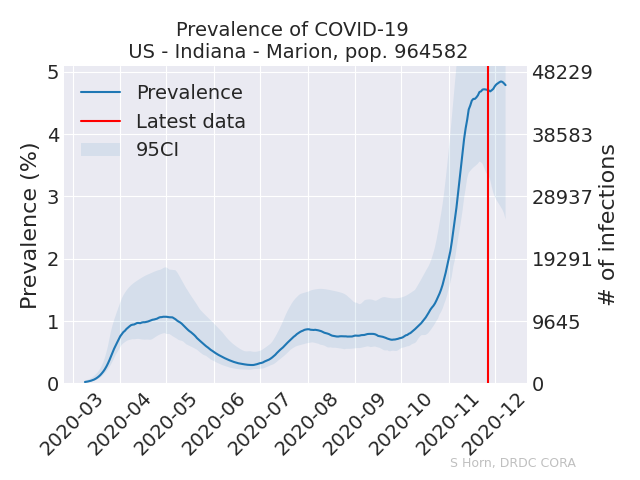 Prevalence of COVID-19
US - Indiana - Marion, pop. 964582
Prevalence
Latest data
95CI
Prevalence (%)
5
4
3
2
1
0
48229
38583
28937
19291
9645
0
# of infections
2020-03
2020-04
2020-05
2020-06
2020-07
2020-08
2020-09
2020-10
2020-11
2020-12
S Horn, DRDC CORA